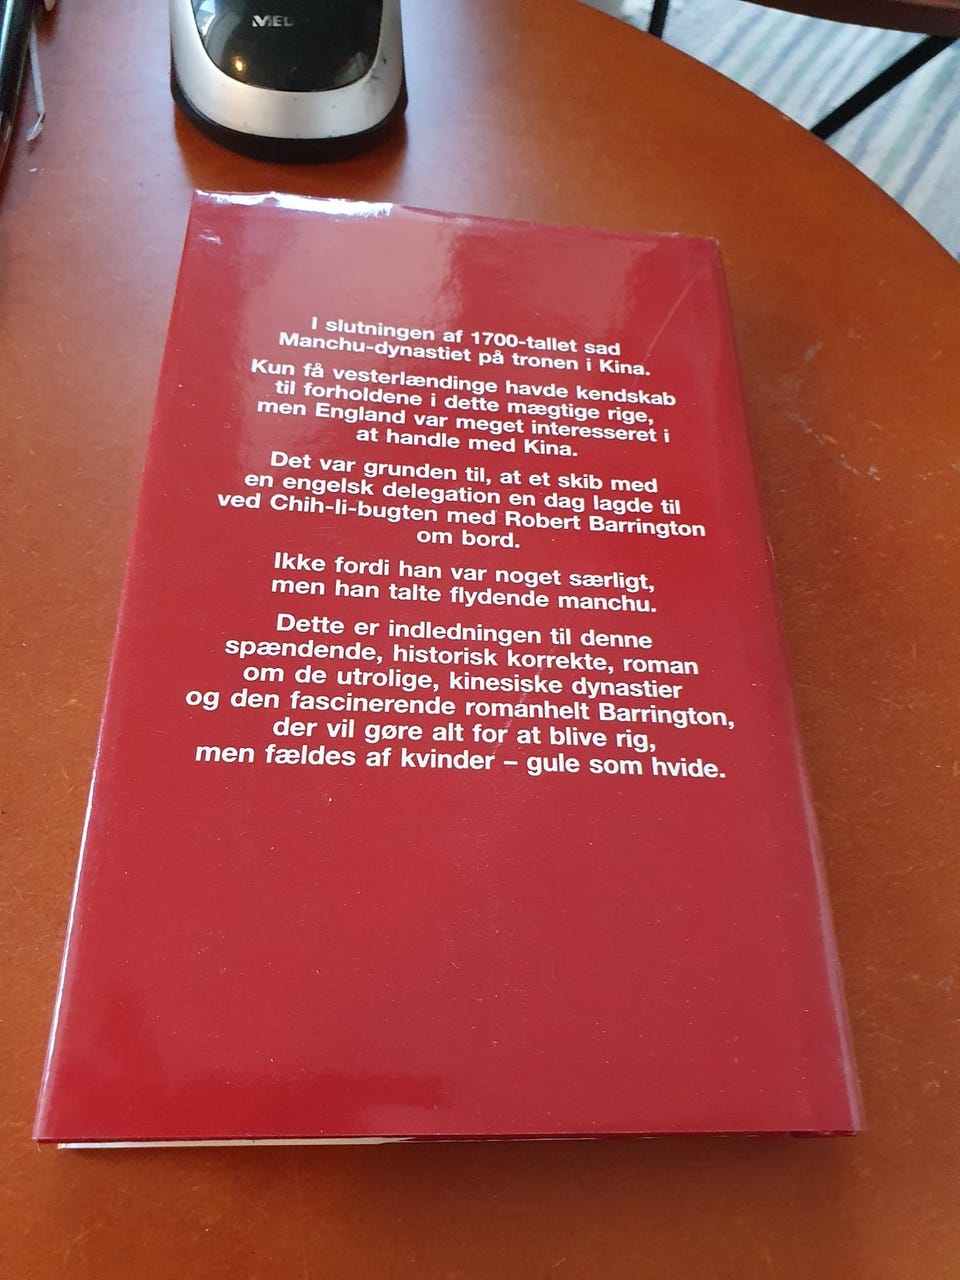 I slutningen af 1700-tallet sad
Manchu-dynastiet på tronen i Kina.
Kun få vesterlændinge havde kendskab
til forholdene i dette mægtige rige,
men England var meget interesseret i
at handle med Kina.
Det var grunden til, at et skib med
en engelsk delegation en dag lagde til
ved Chih-li-bugten med Robert Barrington
om bord.
Ikke fordi han var noget særligt,
men han talte flydende manchu.
Dette er indledningen til denne
spændende, historisk korrekte, roman
om de utrolige, kinesiske dynastier
og den fascinerende romanhelt Barrington,
der vil gøre alt for at blive rig,
men fældes af kvinder – gule som hvide.